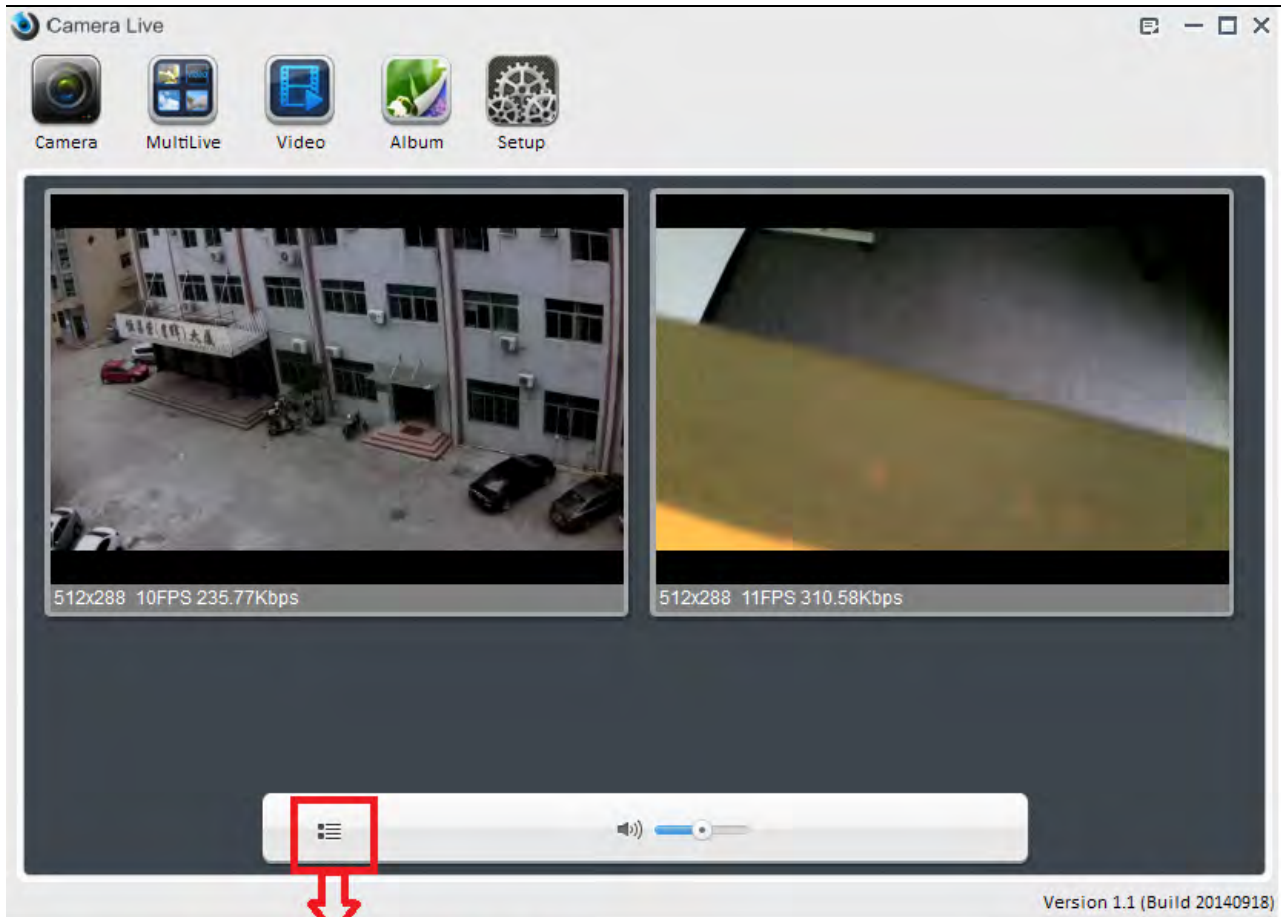 Camera Live
Camera MultiLive Video Album Setup
512x288 10FPS 235.77Kbps
512x288 11FPS 310.58Kbps
Version 1.1 (Build 20140918)